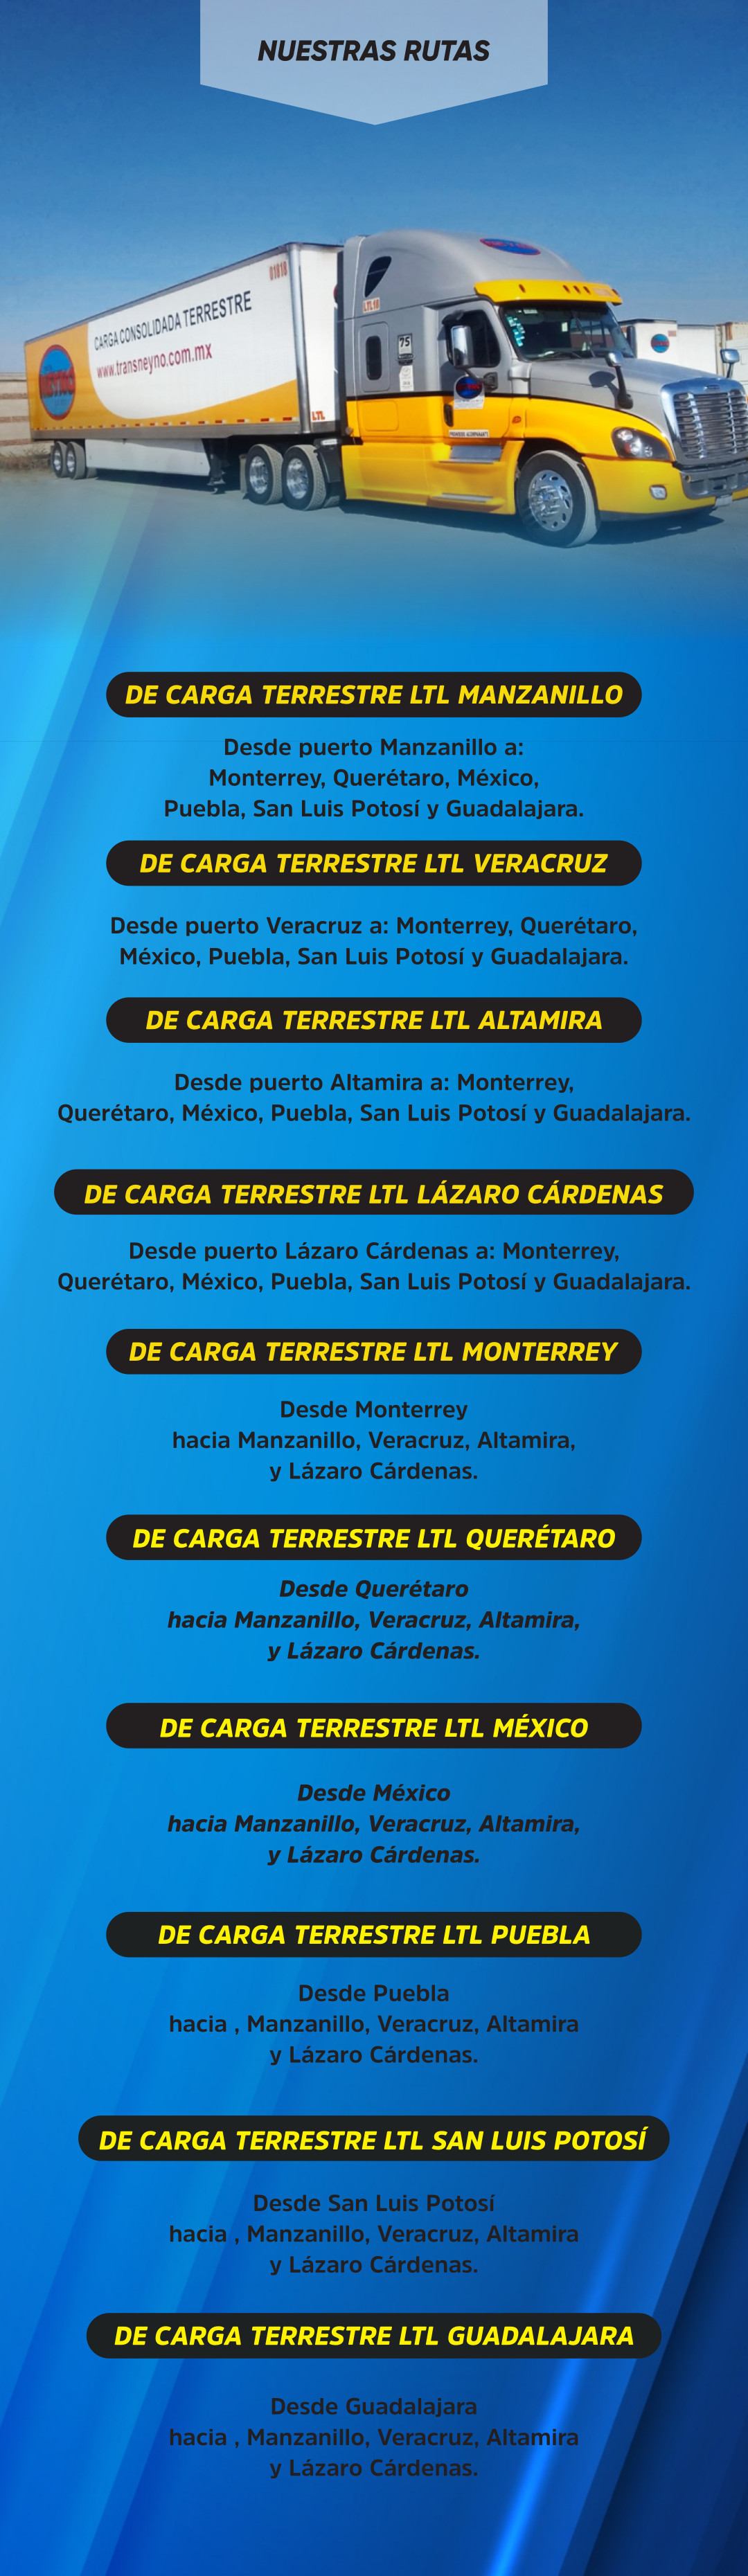 NUESTRAS RUTAS
01018
CARGA CONSOLIDADA TERRESTRE
www.transneyno.com.mx
LTL18
75
LTL
DE CARGA TERRESTRE LTL MANZANILLO
Desde puerto Manzanillo a:
Monterrey, Querétaro, México,
Puebla, San Luis Potosí y Guadalajara.
DE CARGA TERRESTRE LTL VERACRUZ
Desde puerto Veracruz a: Monterrey, Querétaro,
México, Puebla, San Luis Potosí y Guadalajara.
DE CARGA TERRESTRE LTL ALTAMIRA
Desde puerto Altamira a: Monterrey,
Querétaro, México, Puebla, San Luis Potosí y Guadalajara.
DE CARGA TERRESTRE LTL LÁZARO CÁRDENAS
Desde puerto Lázaro Cárdenas a: Monterrey,
Querétaro, México, Puebla, San Luis Potosí y Guadalajara.
DE CARGA TERRESTRE LTL MONTERREY
Desde Monterrey
hacia Manzanillo, Veracruz, Altamira,
y Lázaro Cárdenas.
DE CARGA TERRESTRE LTL QUERÉTARO
Desde Querétaro
hacia Manzanillo, Veracruz, Altamira,
y Lázaro Cárdenas.
DE CARGA TERRESTRE LTL MÉXICO
Desde México
hacia Manzanillo, Veracruz, Altamira,
y Lázaro Cárdenas.
DE CARGA TERRESTRE LTL PUEBLA
Desde Puebla
hacia , Manzanillo, Veracruz, Altamira
y Lázaro Cárdenas.
DE CARGA TERRESTRE LTL SAN LUIS POTOSÍ
Desde San Luis Potosí
hacia , Manzanillo, Veracruz, Altamira
y Lázaro Cárdenas.
DE CARGA TERRESTRE LTL GUADALAJARA
Desde Guadalajara
hacia , Manzanillo, Veracruz, Altamira
y Lázaro Cárdenas.